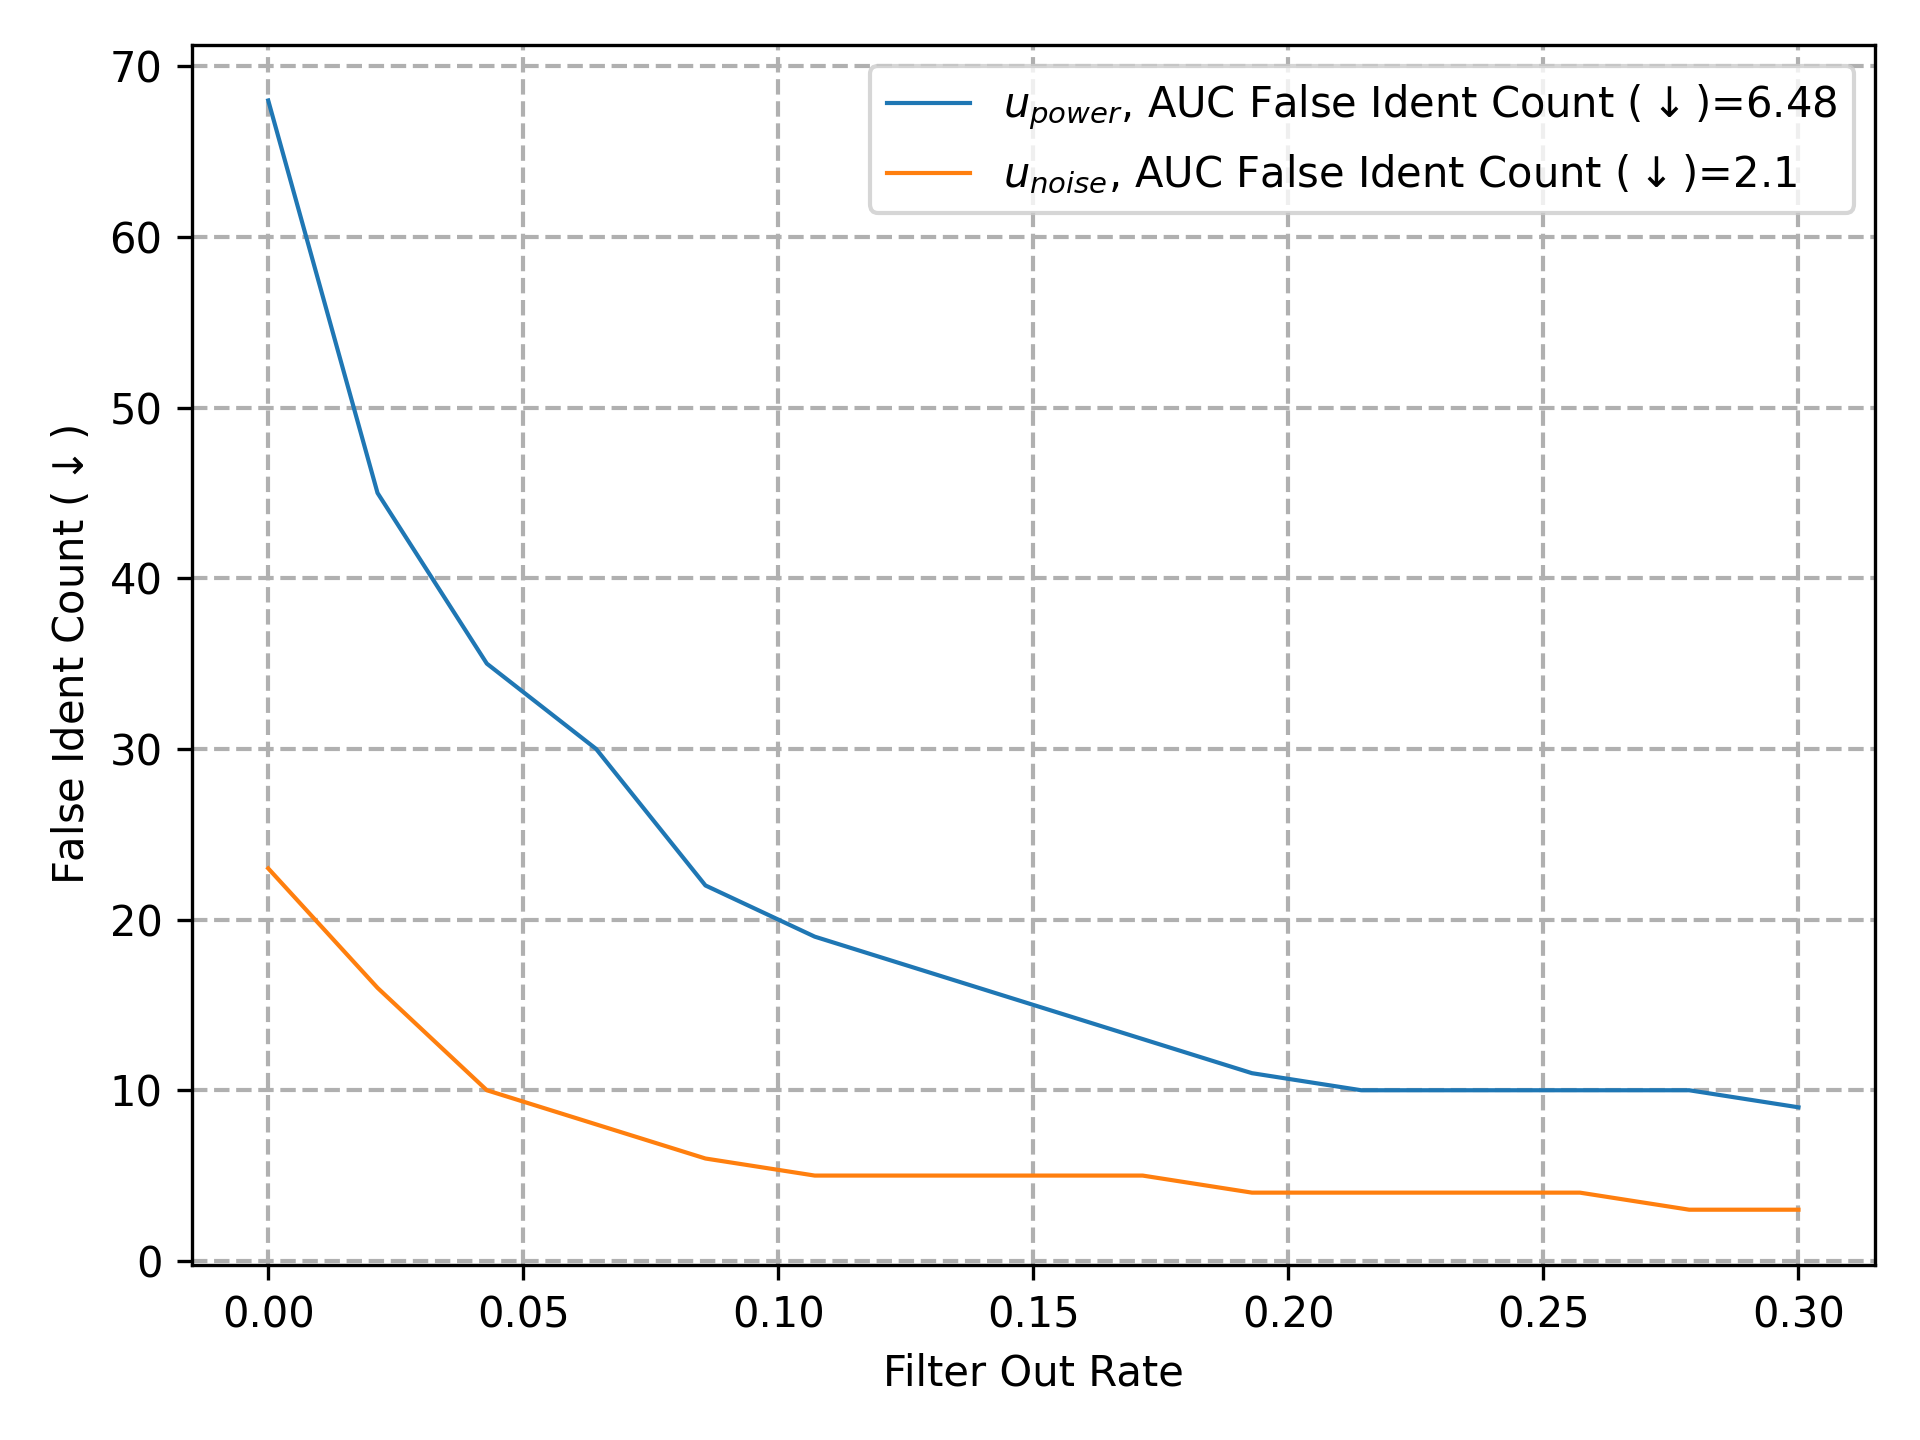 u_power, AUC False Ident Count (↓)=6.48
u_noise, AUC False Ident Count (↓)=2.1
70
60
50
40
30
20
10
0
False Ident Count (↓)
0.00 0.05 0.10 0.15 0.20 0.25 0.30
Filter Out Rate